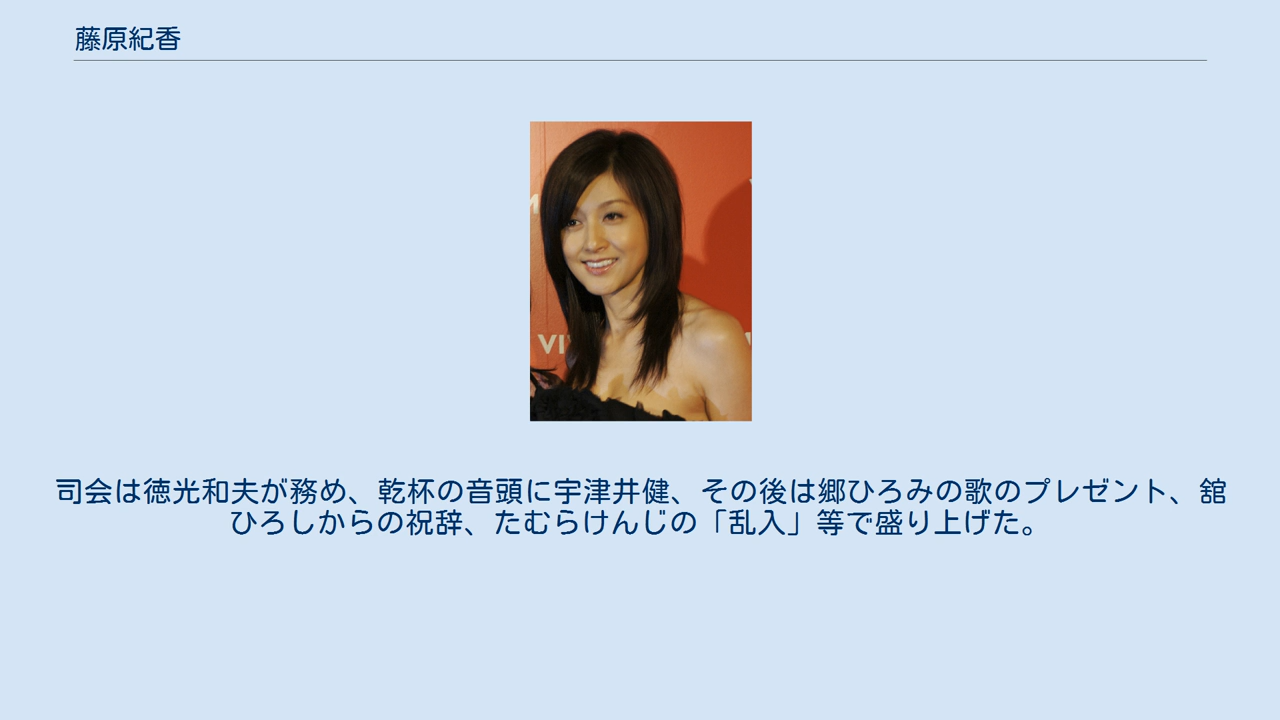 藤原紀香
VI
司会は徳光和夫が務め、乾杯の音頭に宇津井健、その後は郷ひろみの歌のプレゼント、舘
ひろしからの祝辞、たむらけんじの「乱入」等で盛り上げた。